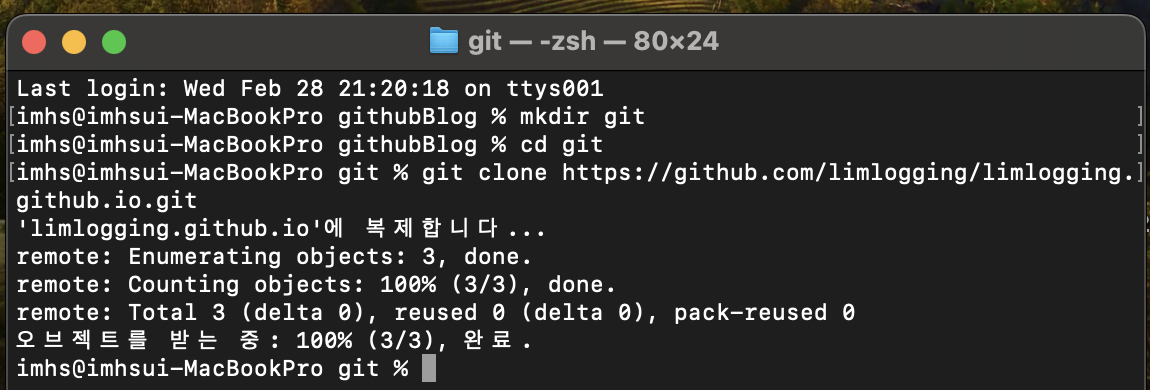 git — -zsh — 80×24
Last login: Wed Feb 28 21:20:18 on ttys001
[imhs@imhsui-MacBookPro githubBlog % mkdir git ]
[imhs@imhsui-MacBookPro githubBlog % cd git ]
[imhs@imhsui-MacBookPro git % git clone https://github.com/limlogging/limlogging.]
github.io.git
'limlogging.github.io'에 복제합니다...
remote: Enumerating objects: 3, done.
remote: Counting objects: 100% (3/3), done.
remote: Total 3 (delta 0), reused 0 (delta 0), pack-reused 0
오브젝트를 받는 중: 100% (3/3), 완료.
imhs@imhsui-MacBookPro git %